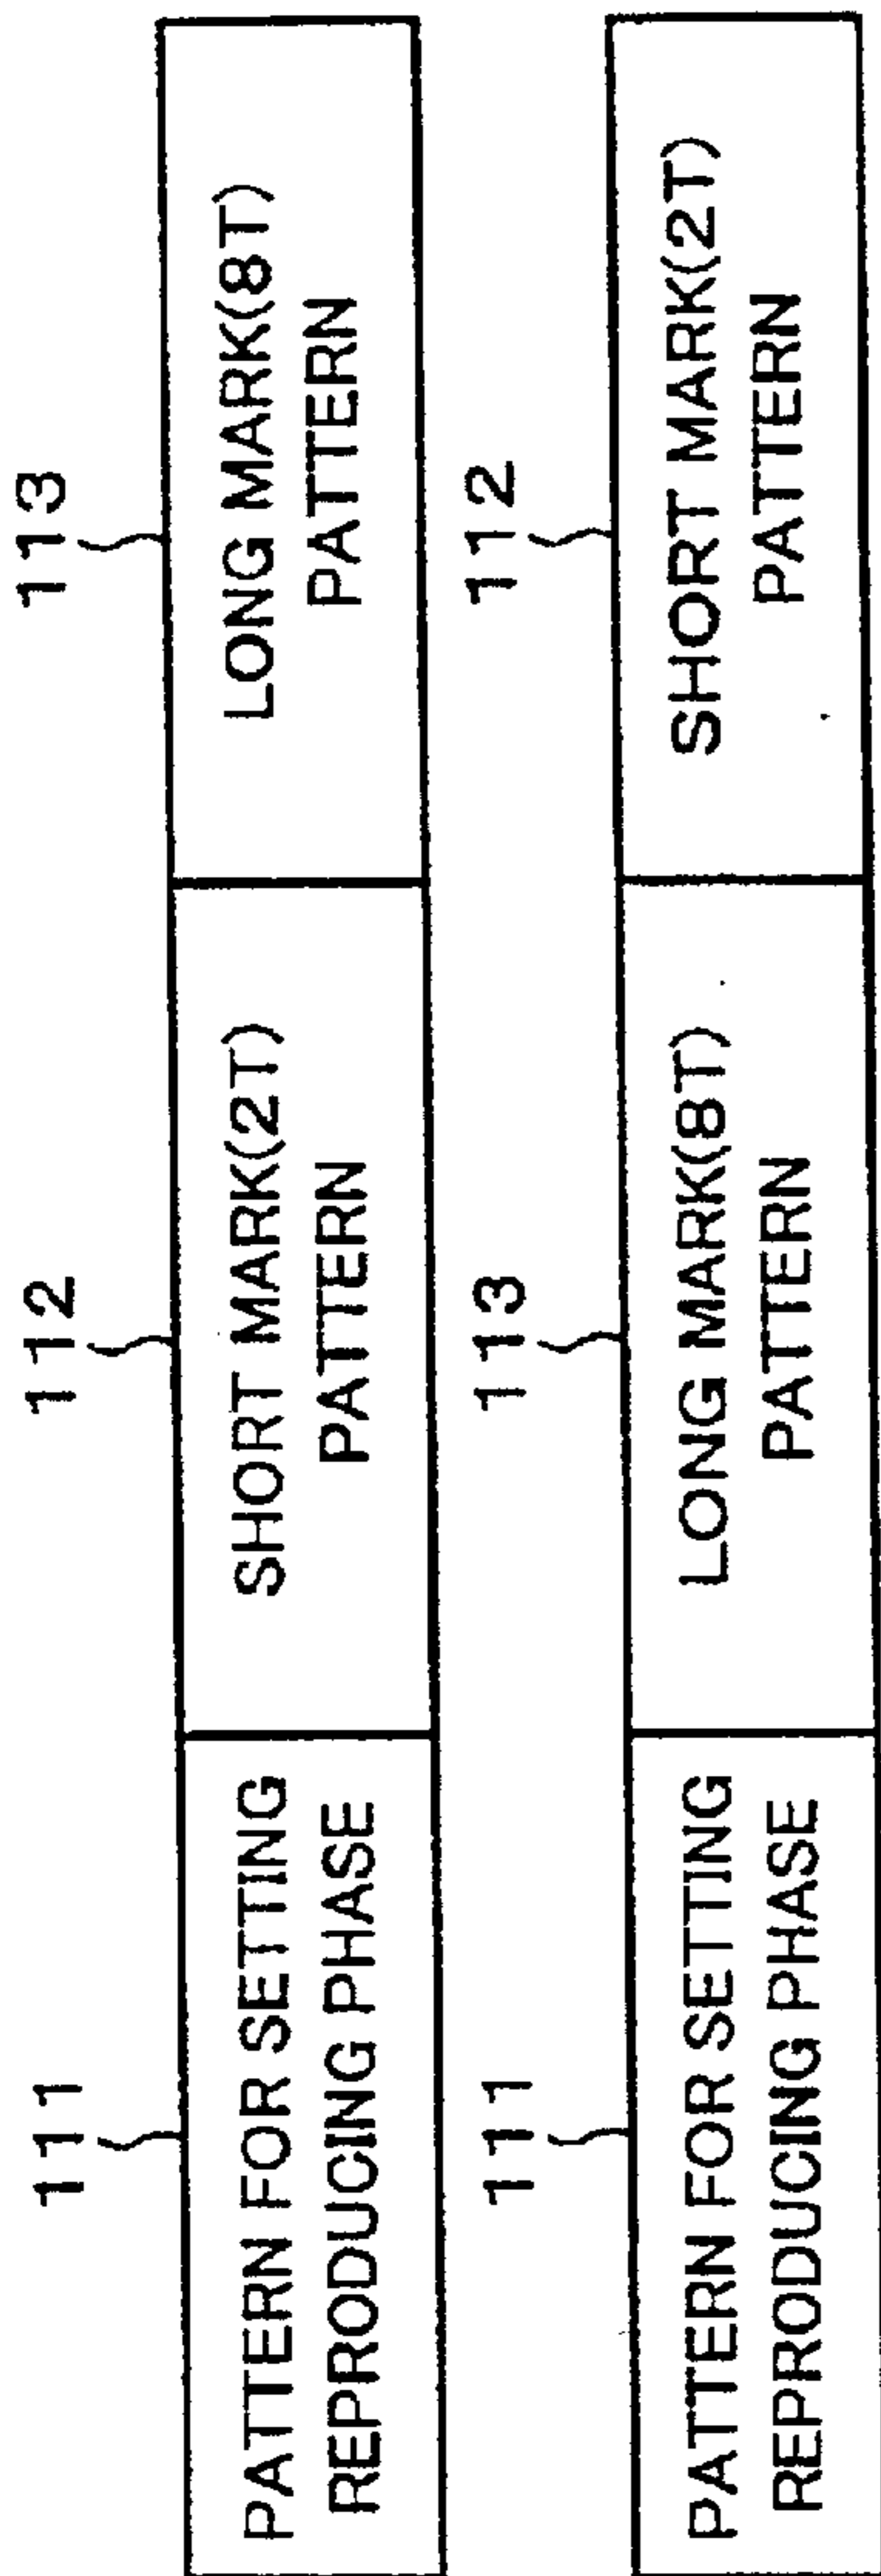 111
112
113
PATTERN FOR SETTING
REPRODUCING PHASE
SHORT MARK(2T)
PATTERN
LONG MARK(8T)
PATTERN
111
113
112
PATTERN FOR SETTING
REPRODUCING PHASE
LONG MARK(8T)
PATTERN
SHORT MARK(2T)
PATTERN